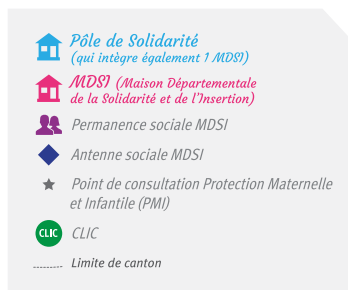 Pôle de Solidarité
(qui intègre également 1 MDSI)
MDSI (Maison Départementale
de la Solidarité et de l'Insertion)
Permanence sociale MDSI
Antenne sociale MDSI
Point de consultation Protection Maternelle
et Infantile (PMI)
CLIC CLIC
Limite de canton